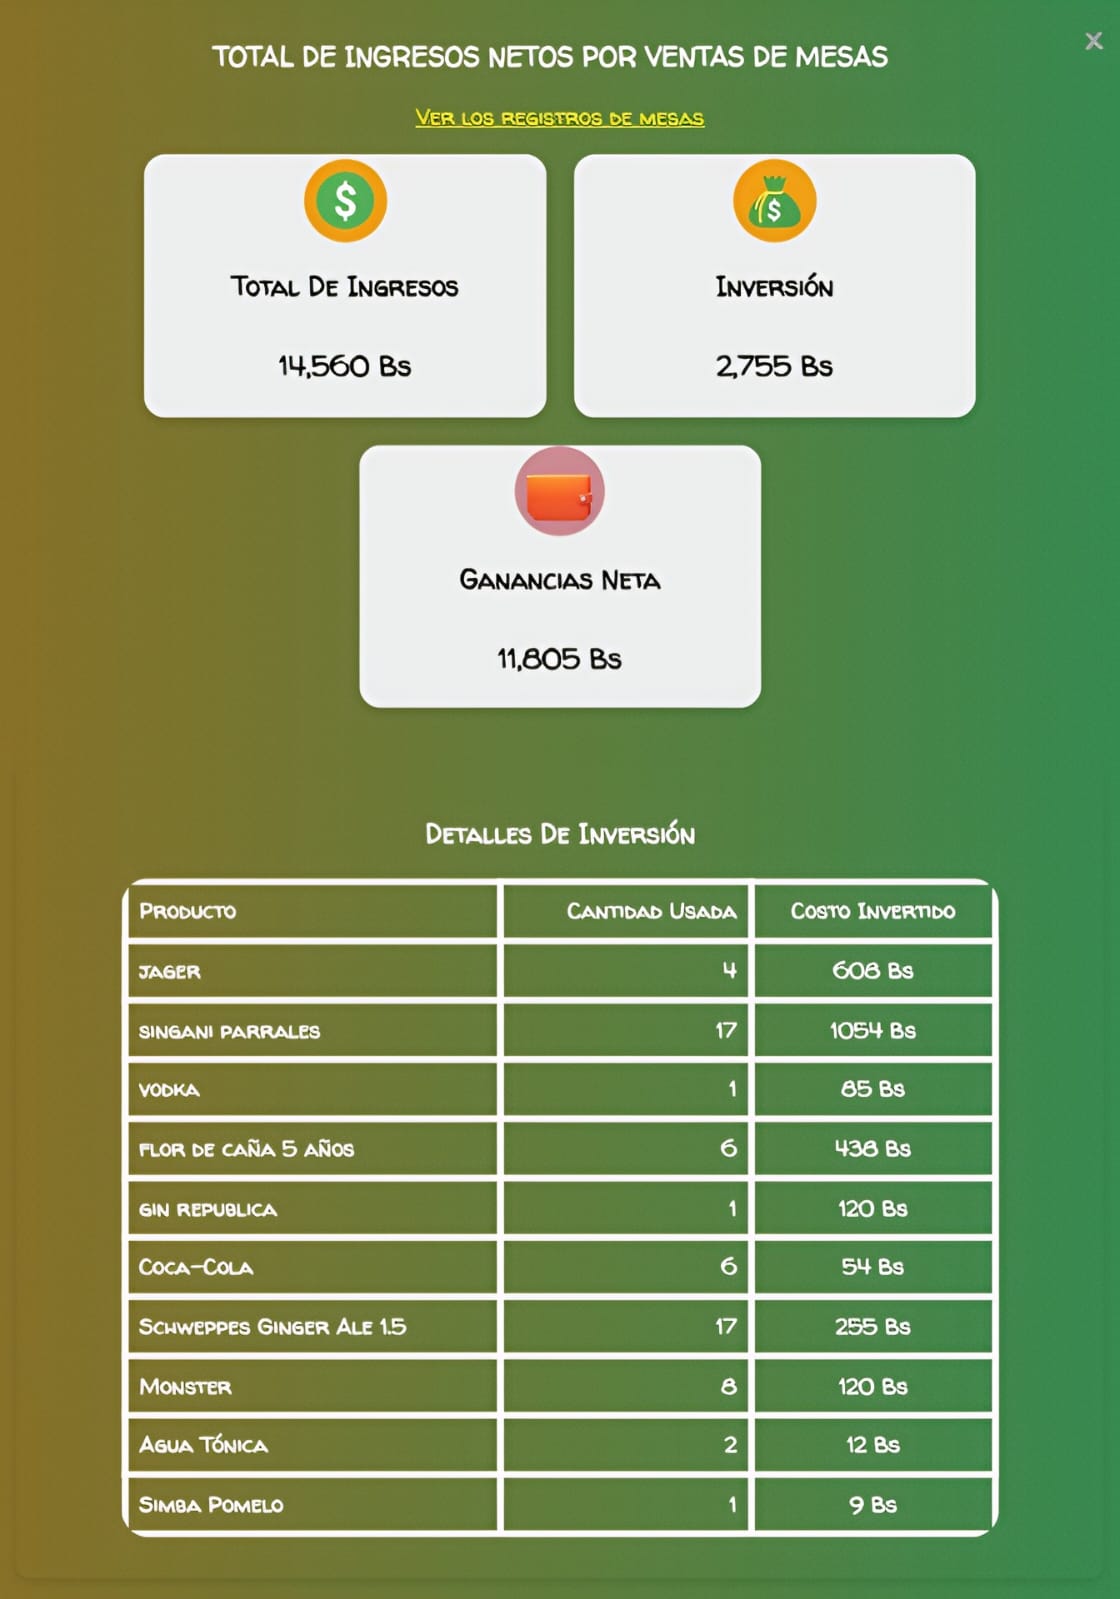 TOTAL DE INGRESOS NETOS POR VENTAS DE MESAS
×
VER LOS REGISTROS DE MESAS
TOTAL DE INGRESOS
14,560 Bs
INVERSIÓN
2,755 Bs
GANANCIAS NETA
11,805 Bs
DETALLES DE INVERSIÓN
PRODUCTO CANTIDAD USADA COSTO INVERTIDO
JAGER 4 608 Bs
SINGANI PARRALES 17 1054 Bs
VODKA 1 85 Bs
FLOR DE CAÑA 5 AÑOS 6 438 Bs
GIN REPUBLICA 1 120 Bs
COCA-COLA 6 54 Bs
SCHWEPPES GINGER ALE 1.5 17 255 Bs
MONSTER 8 120 Bs
AGUA TÓNICA 2 12 Bs
SIMBA POMELO 1 9 Bs